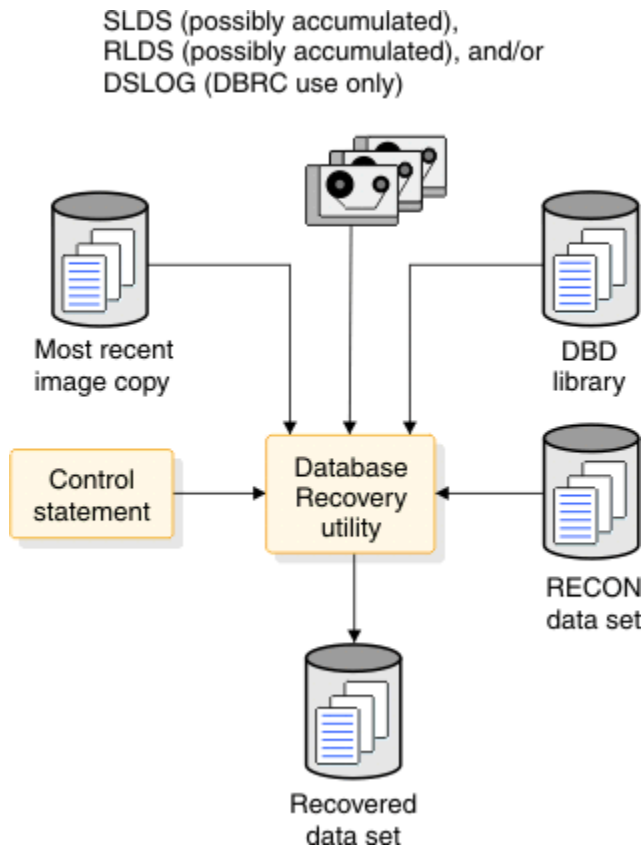 SLDS (possibly accumulated),
RLDS (possibly accumulated), and/or
DSLOG (DBRC use only)
Most recent
image copy
DBD
library
Control
statement
Database
Recovery
utility
RECON
data set
Recovered
data set